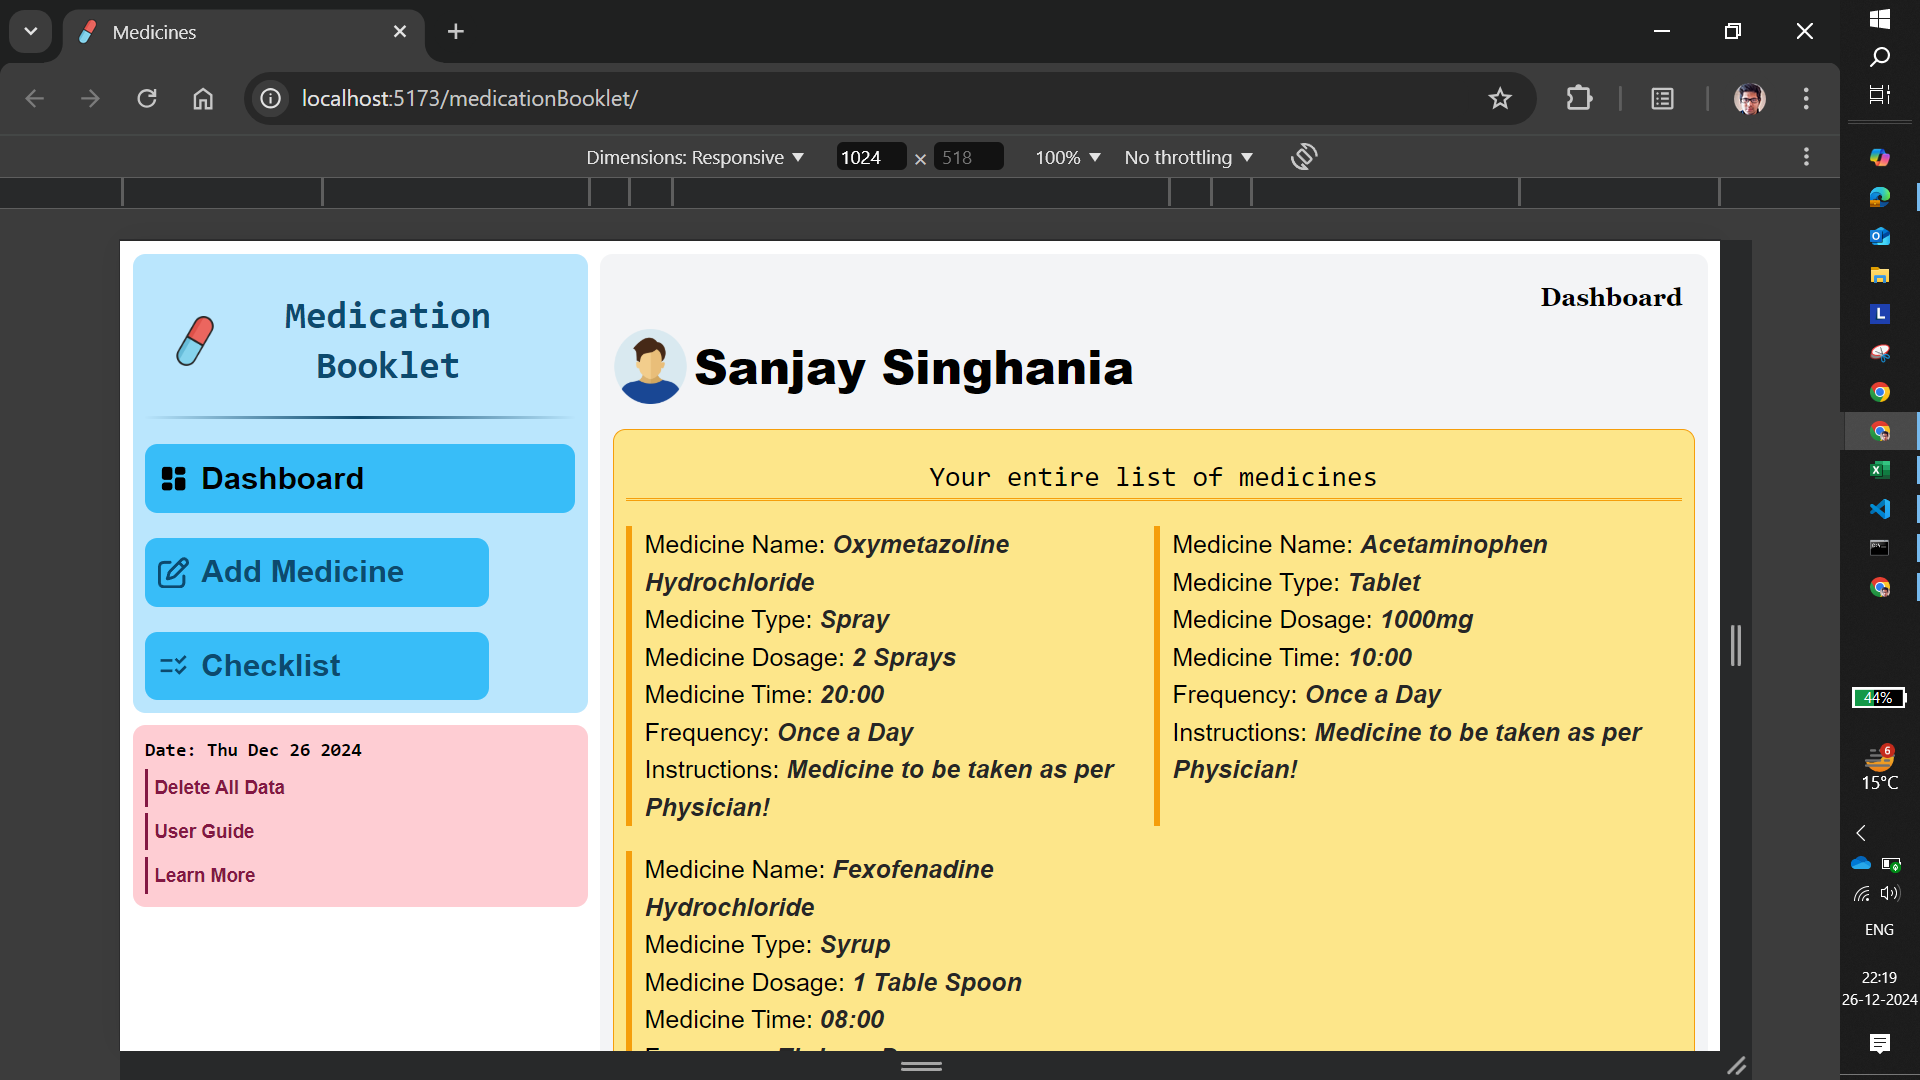 Medicines
localhost:5173/medicationBooklet/
Dimensions: Responsive
1024
×
518
100%
No throttling
Medication
Booklet
Dashboard
Add Medicine
Checklist
Date: Thu Dec 26 2024
Delete All Data
User Guide
Learn More
Dashboard
Sanjay Singhania
Your entire list of medicines
Medicine Name: Oxymetazoline
Hydrochloride
Medicine Type: Spray
Medicine Dosage: 2 Sprays
Medicine Time: 20:00
Frequency: Once a Day
Instructions: Medicine to be taken as per
Physician!
Medicine Name: Acetaminophen
Medicine Type: Tablet
Medicine Dosage: 1000mg
Medicine Time: 10:00
Frequency: Once a Day
Instructions: Medicine to be taken as per
Physician!
Medicine Name: Fexofenadine
Hydrochloride
Medicine Type: Syrup
Medicine Dosage: 1 Table Spoon
Medicine Time: 08:00
L
44%
6
15°C
ENG
22:19
26-12-2024